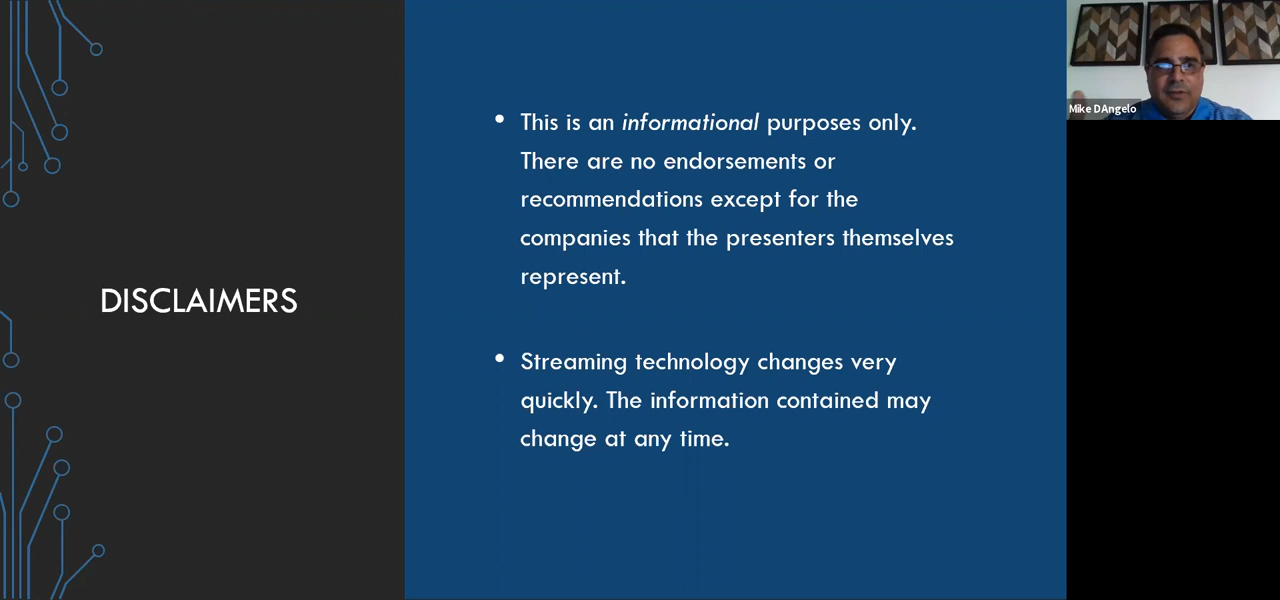 DISCLAIMERS
• This is an informational purposes only.
There are no endorsements or
recommendations except for the
companies that the presenters themselves
represent.
• Streaming technology changes very
quickly. The information contained may
change at any time.
Mike DAngelo